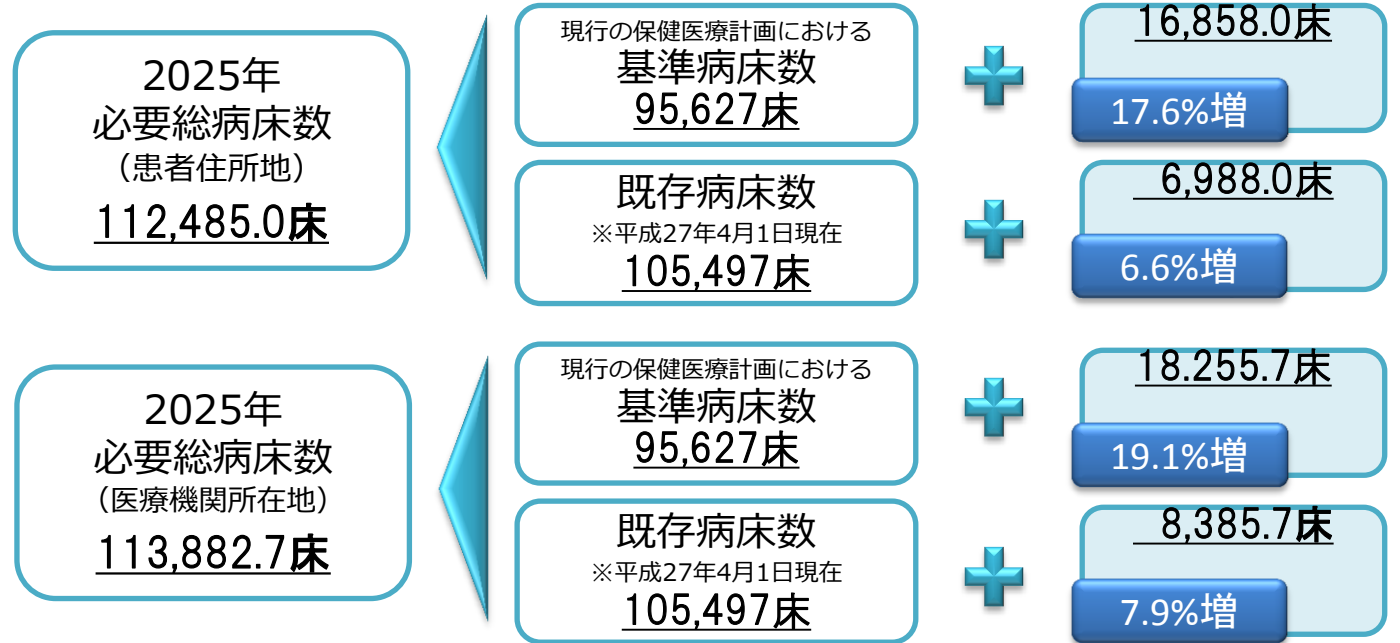 2025年
必要総病床数
（患者住所地）
112,485.0床
現行の保健医療計画における
基準病床数
95,627床
16,858.0床
17.6%増
既存病床数
※平成27年4月1日現在
105,497床
6,988.0床
6.6%増
2025年
必要総病床数
（医療機関所在地）
113,882.7床
現行の保健医療計画における
基準病床数
95,627床
18.255.7床
19.1%増
既存病床数
※平成27年4月1日現在
105,497床
8,385.7床
7.9%増